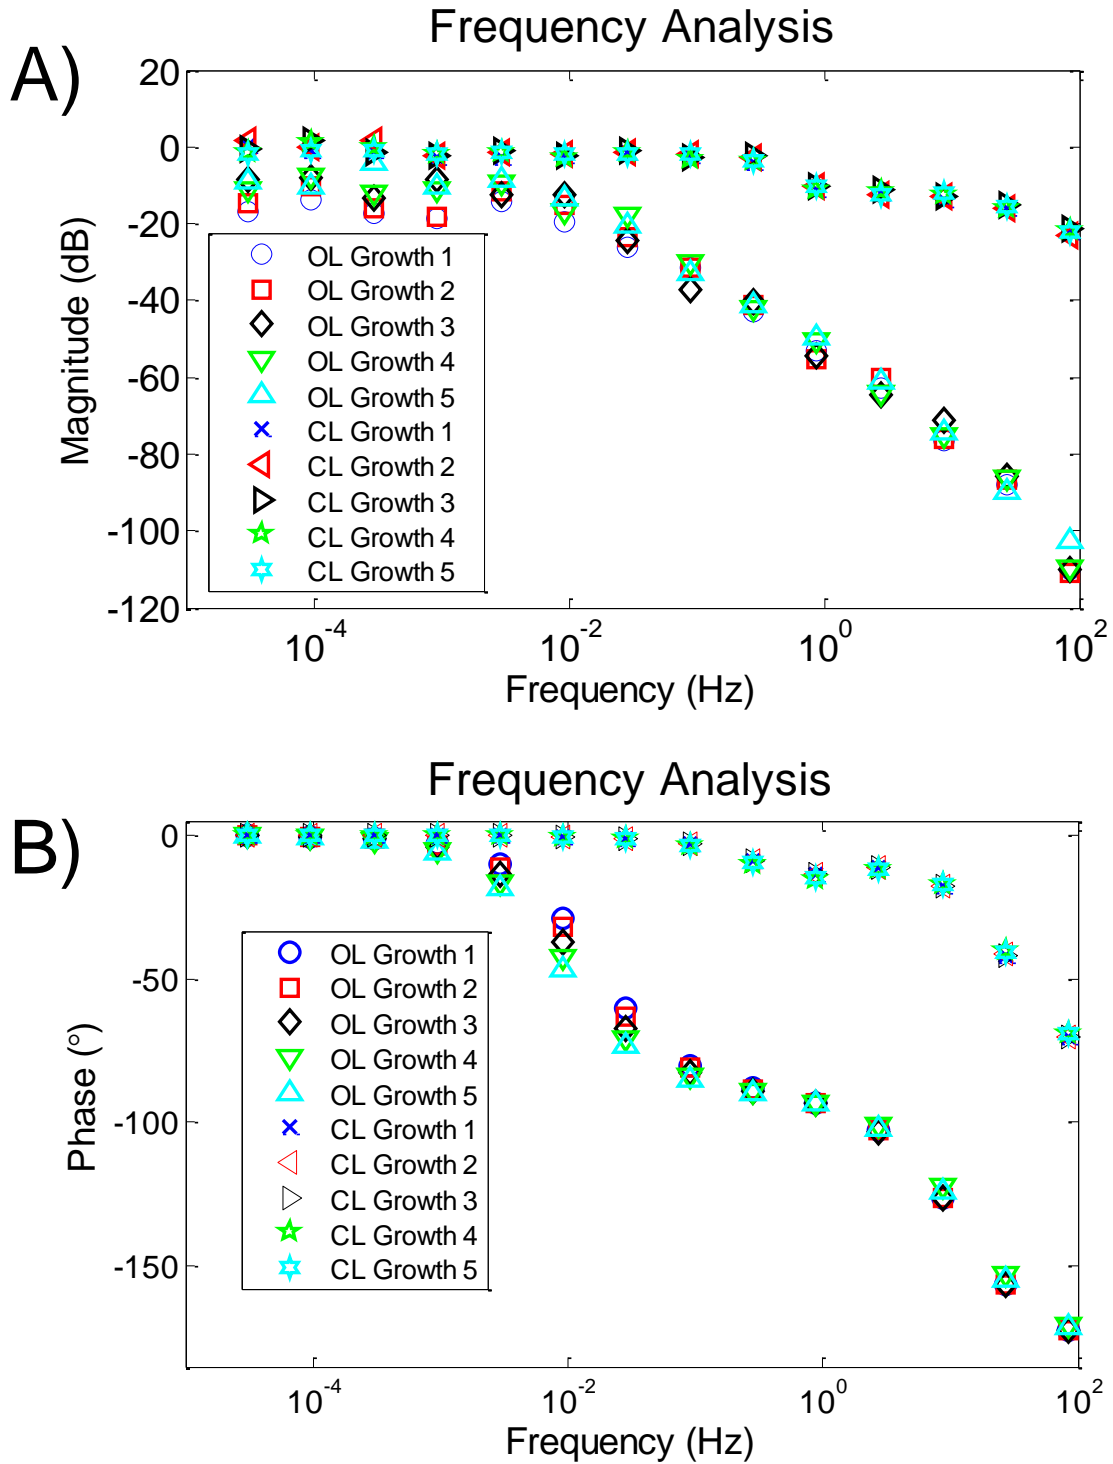 Frequency Analysis
A)
20
0
-20
-40
-60
-80
-100
-120
Magnitude (dB)
OL Growth 1
OL Growth 2
OL Growth 3
OL Growth 4
OL Growth 5
CL Growth 1
CL Growth 2
CL Growth 3
CL Growth 4
CL Growth 5
10^-4
10^-2
10^0
10^2
Frequency (Hz)
Frequency Analysis
B)
0
-50
-100
-150
Phase (°)
OL Growth 1
OL Growth 2
OL Growth 3
OL Growth 4
OL Growth 5
CL Growth 1
CL Growth 2
CL Growth 3
CL Growth 4
CL Growth 5
10^-4
10^-2
10^0
10^2
Frequency (Hz)